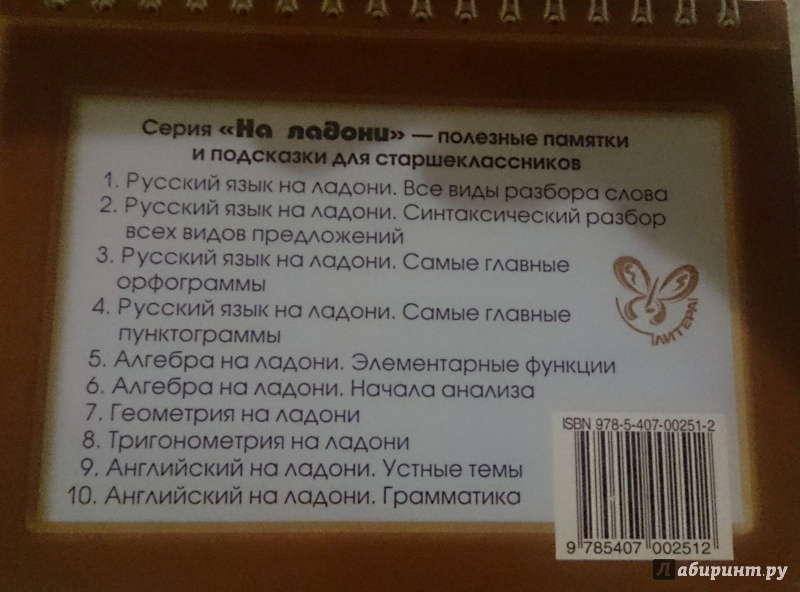 Серия «На ладони» — полезные памятки
и подсказки для старшеклассников
1. Русский язык на ладони. Все виды разбора слова
2. Русский язык на ладони. Синтаксический разбор
всех видов предложений
3. Русский язык на ладони. Самые главные
орфограммы
4. Русский язык на ладони. Самые главные
пунктограммы
5. Алгебра на ладони. Элементарные функции
6. Алгебра на ладони. Начала анализа
7. Геометрия на ладони
8. Тригонометрия на ладони
9. Английский на ладони. Устные темы
10. Английский на ладони. Грамматика
ЛИТЕРА
ISBN 978-5-407-00251-2
9 785407 002512
Лабиринт.ру